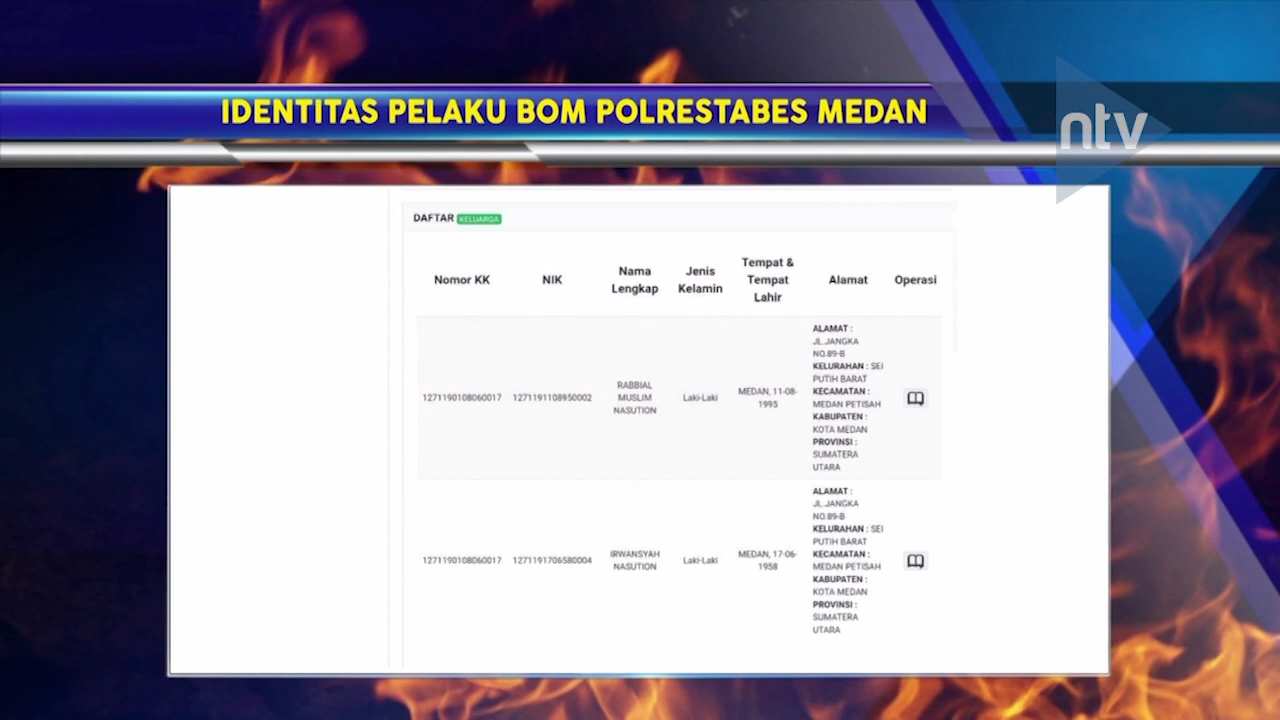 IDENTITAS PELAKU BOM POLRESTABES MEDAN
ntv
DAFTAR KELUARGA
Nomor KK
NIK
Nama
Lengkap
Jenis
Kelamin
Tempat &
Tempat
Lahir
Alamat
Operasi
1271190108060017
1271191108950002
RABBIAL
MUSLIM
NASUTION
Laki-Laki
MEDAN, 11-08-
1995
ALAMAT :
JL.JANGKA
NO.89-B
KELURAHAN : SEI
PUTIH BARAT
KECAMATAN :
MEDAN PETISAH
KABUPATEN :
KOTA MEDAN
PROVINSI :
SUMATERA
UTARA
1271190108060017
1271191706580004
IRWANSYAH
NASUTION
Laki-Laki
MEDAN, 17-06-
1958
ALAMAT :
JL.JANGKA
NO.89-B
KELURAHAN : SEI
PUTIH BARAT
KECAMATAN :
MEDAN PETISAH
KABUPATEN :
KOTA MEDAN
PROVINSI :
SUMATERA
UTARA